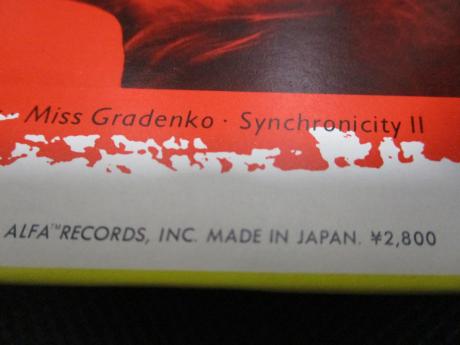 Miss Gradenko · Synchronicity II
ALFA™RECORDS, INC. MADE IN JAPAN. ¥2,800